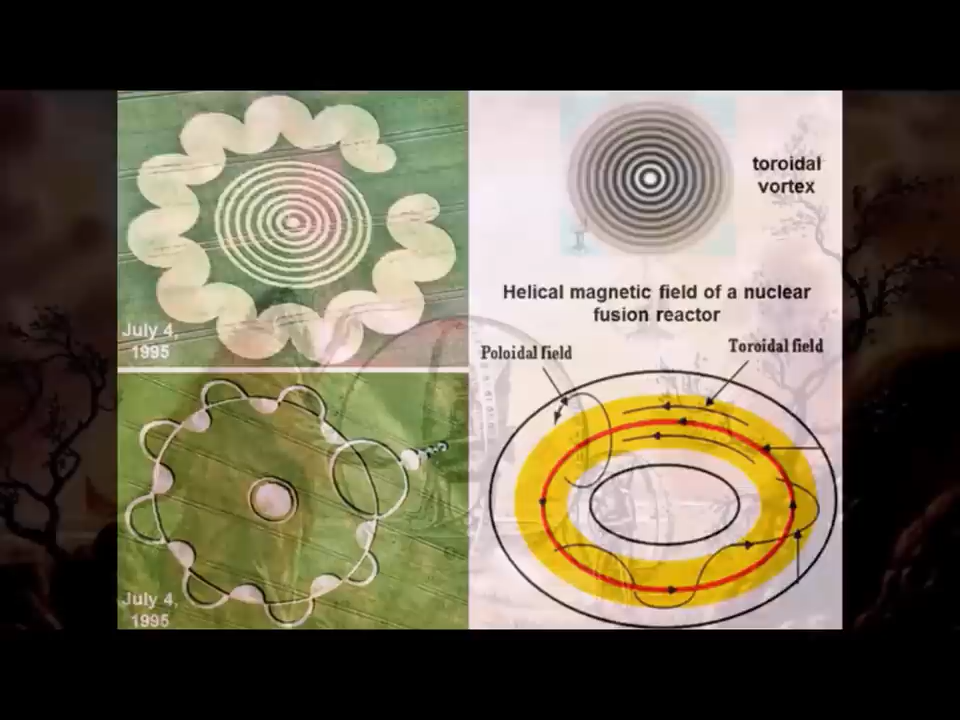 July 4,
1995
July 4,
1995
toroidal
vortex
Helical magnetic field of a nuclear
fusion reactor
Poloidal field
Toroidal field